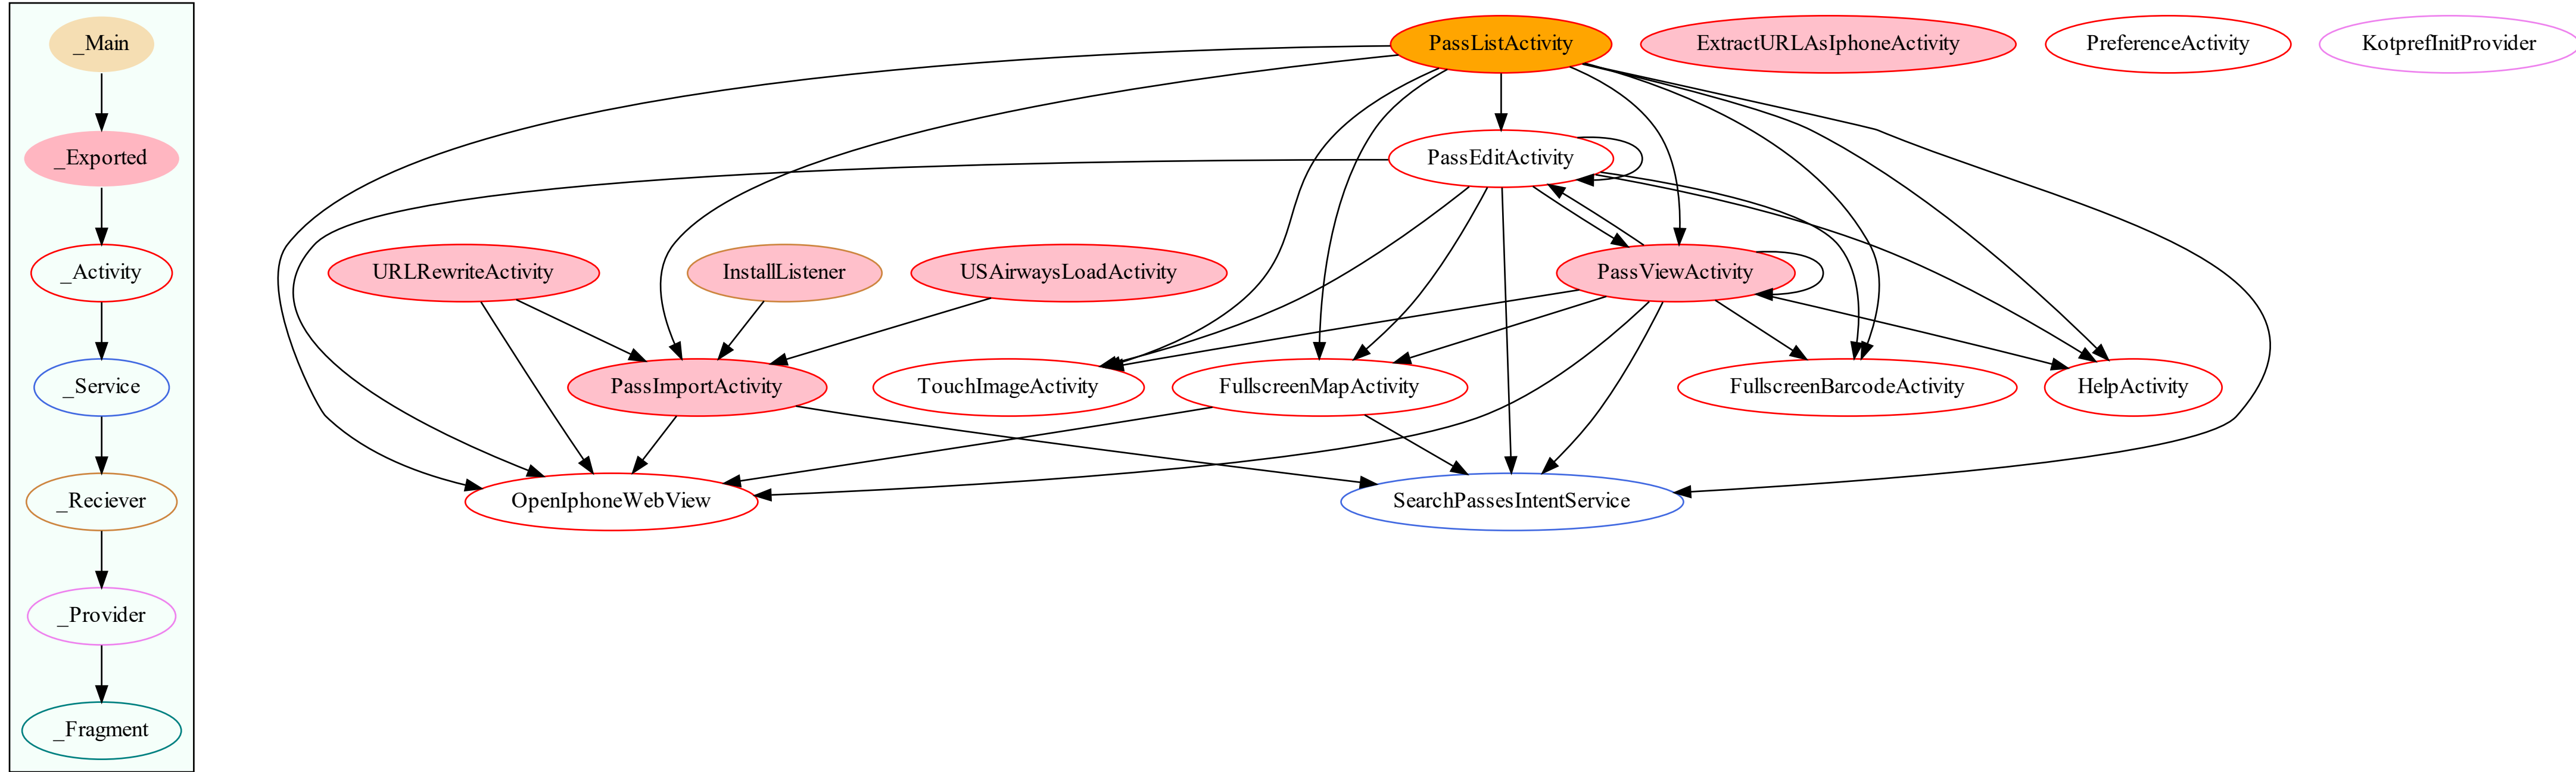 _Main
_Exported
_Activity
_Service
_Reciever
_Provider
_Fragment
PassListActivity
ExtractURLAsIphoneActivity
PreferenceActivity
KotprefInitProvider
PassEditActivity
URLRewriteActivity
InstallListener
USAirwaysLoadActivity
PassViewActivity
PassImportActivity
TouchImageActivity
FullscreenMapActivity
FullscreenBarcodeActivity
HelpActivity
OpenIphoneWebView
SearchPassesIntentService